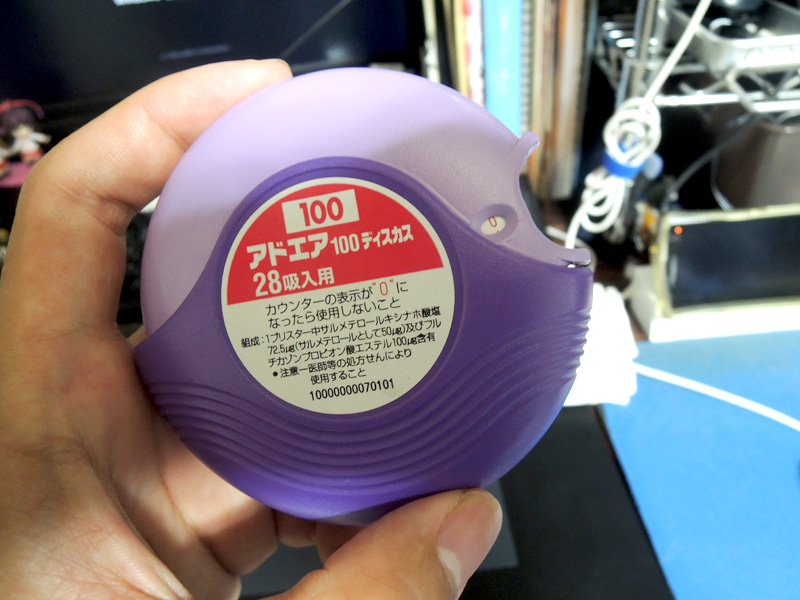 100
アドエア100ディスカス
28吸入用
カウンターの表示が"0"に
なったら使用しないこと
組成:1ブリスター中サルメテロールキシナホ酸塩
72.5μg(サルメテロールとして50μg)及びフル
チカゾンプロピオン酸エステル100μg含有
●注意-医師等の処方せんにより
使用すること
10000000070101
0